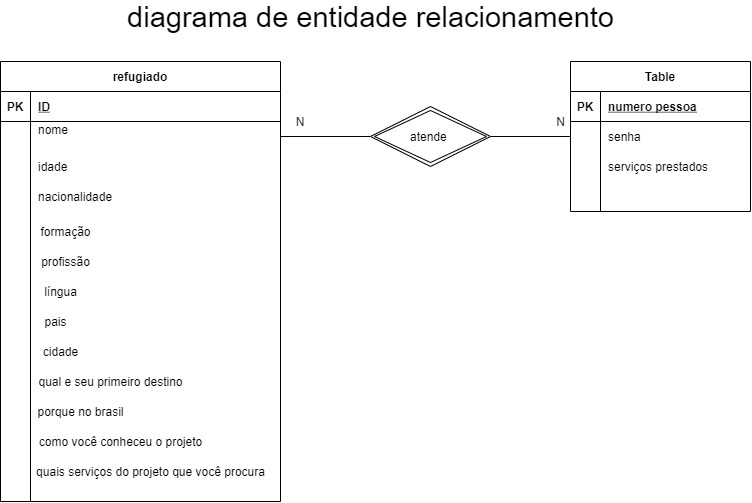 diagrama de entidade relacionamento
refugiado
PK ID
nome
idade
nacionalidade
formação
profissão
língua
pais
cidade
qual e seu primeiro destino
porque no brasil
como você conheceu o projeto
quais serviços do projeto que você procura
N
atende
N
Table
PK numero pessoa
senha
serviços prestados